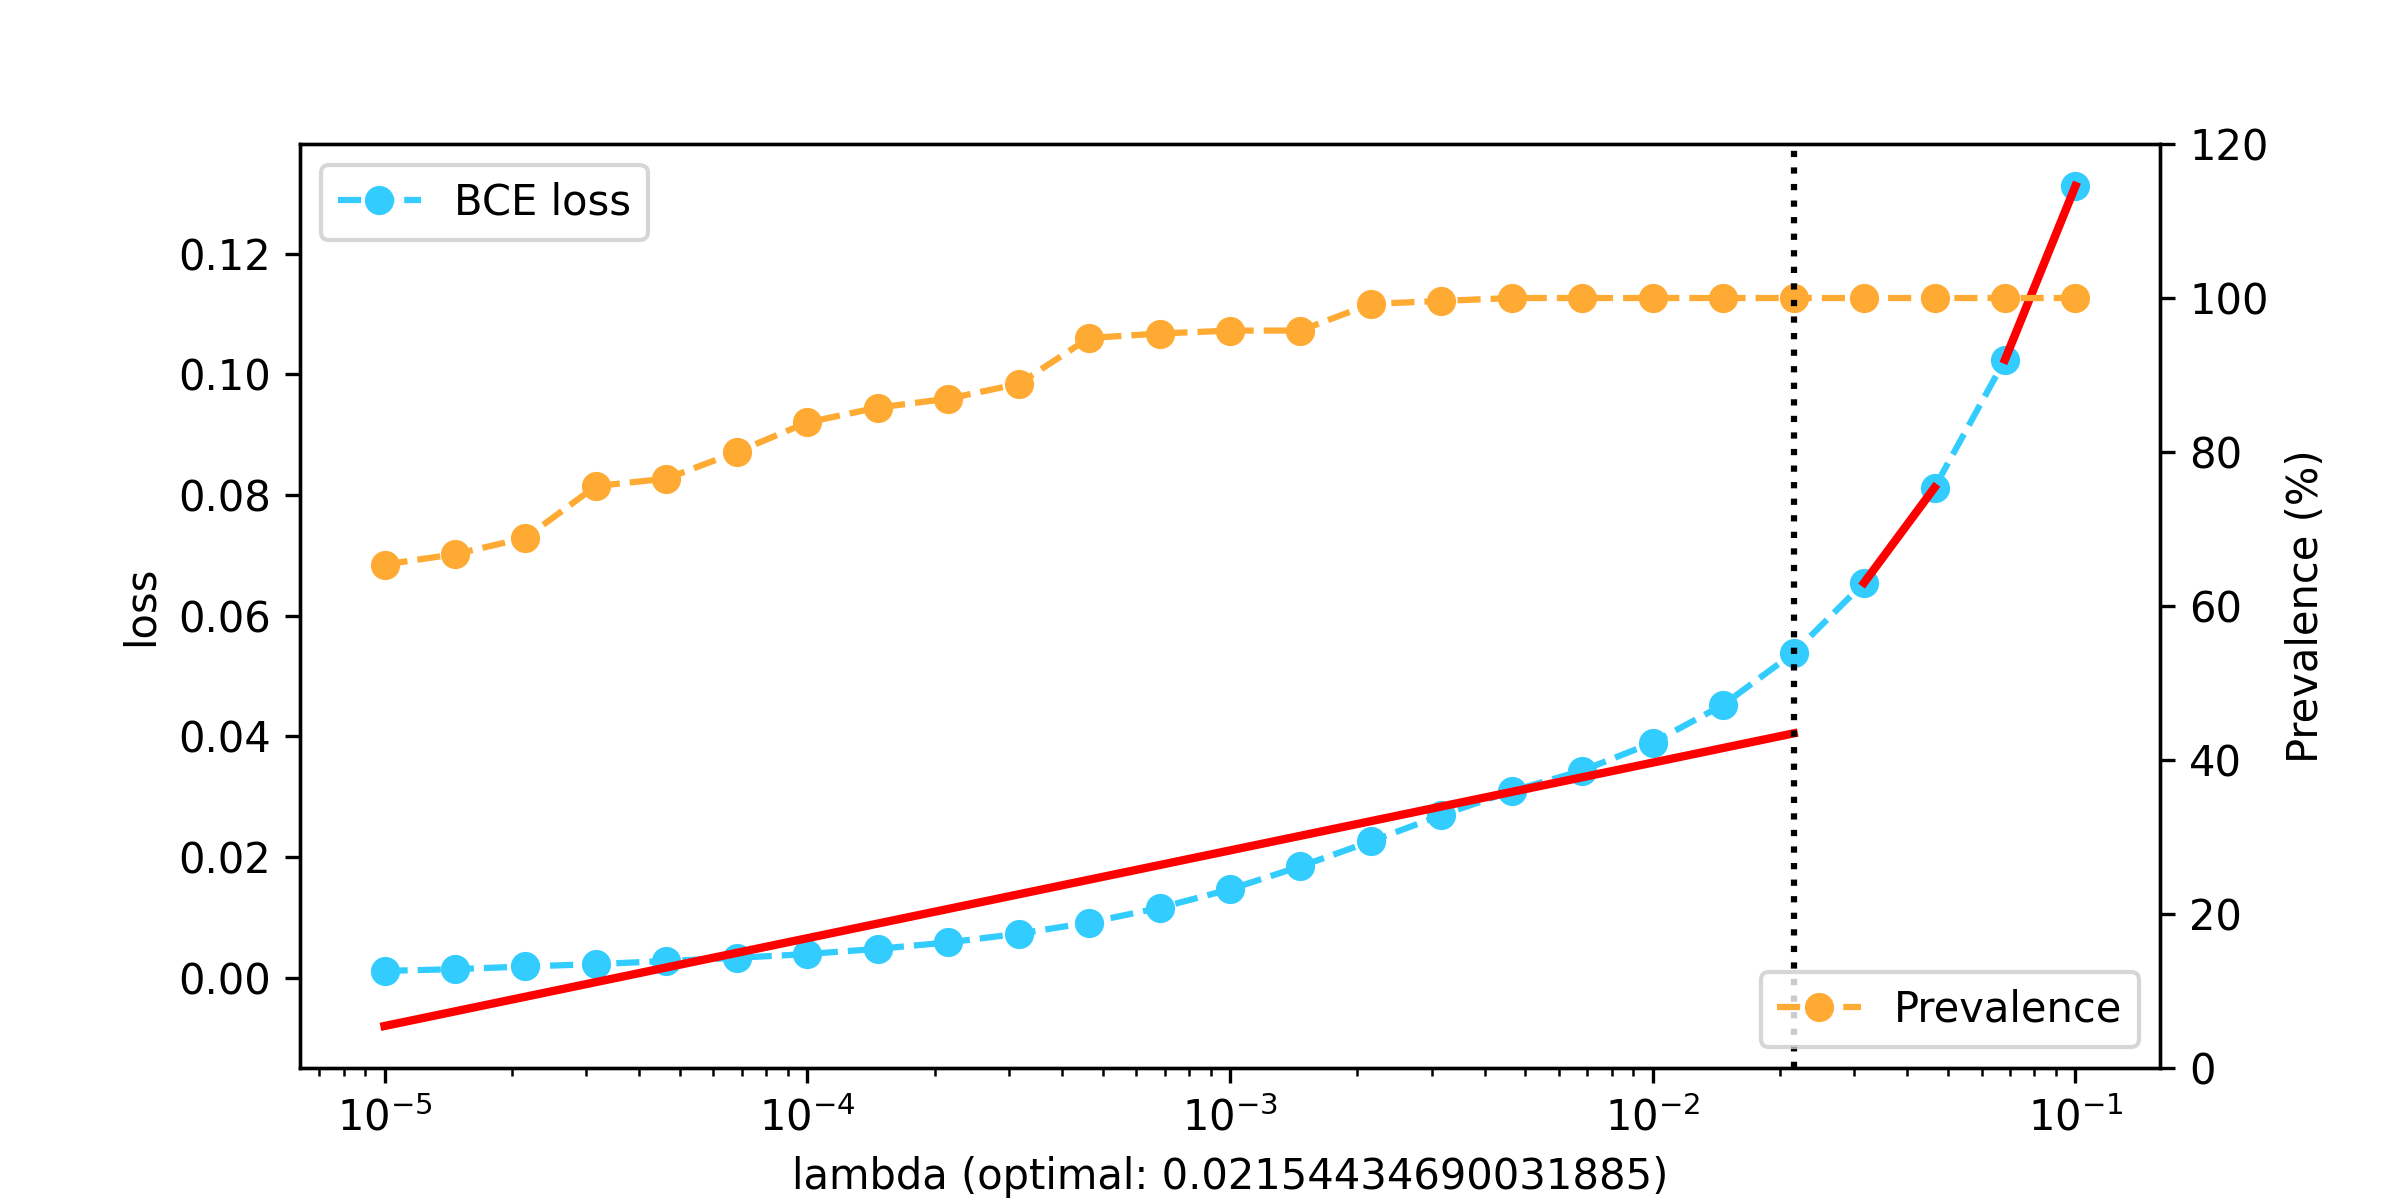 BCE loss
120
0.12
100
0.10
80
0.08
60
0.06
40
0.04
20
0.02
0
0.00
loss
Prevalence (%)
Prevalence
10⁻⁵ 10⁻⁴ 10⁻³ 10⁻² 10⁻¹
lambda (optimal: 0.02154434690031885)